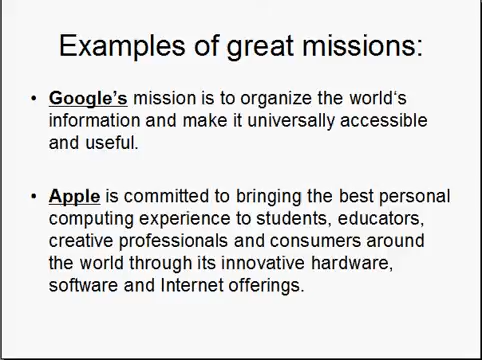 Examples of great missions:
• Google's mission is to organize the world‘s
information and make it universally accessible
and useful.
• Apple is committed to bringing the best personal
computing experience to students, educators,
creative professionals and consumers around
the world through its innovative hardware,
software and Internet offerings.